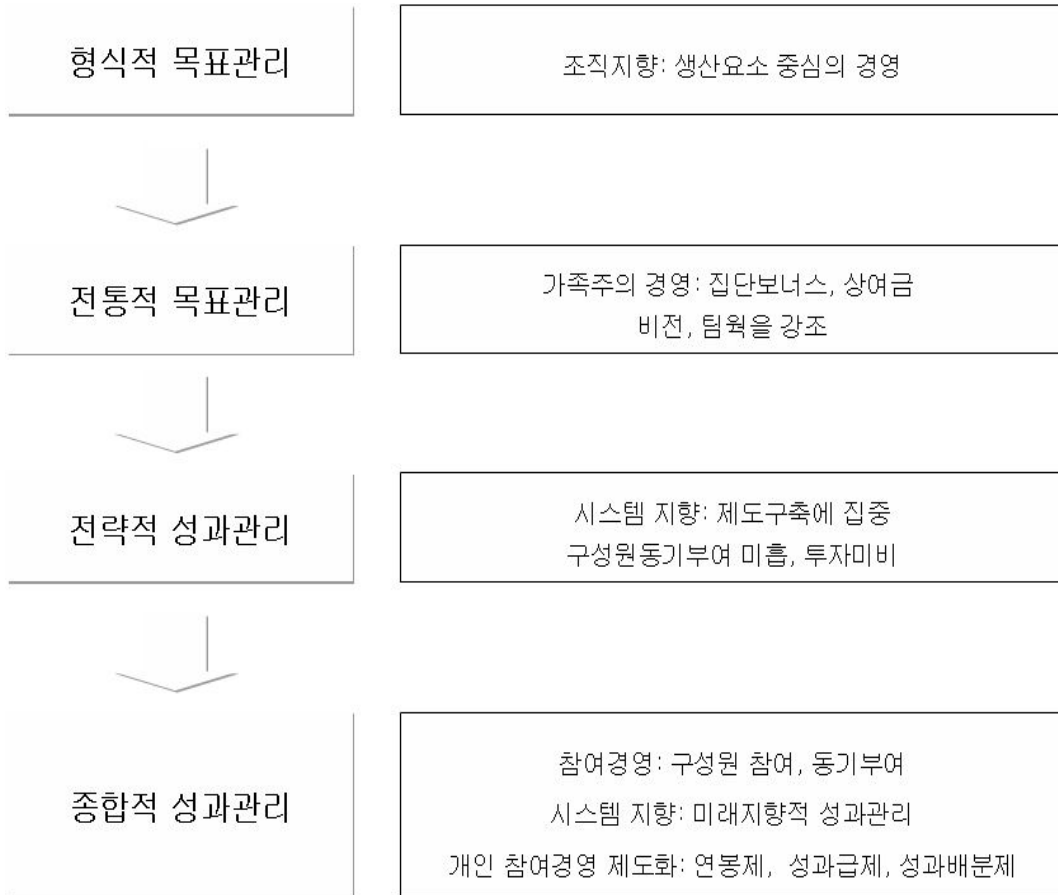 형식적 목표관리
조직지향: 생산요소 중심의 경영
전통적 목표관리
가족주의 경영: 집단보너스, 상여금
비전, 팀웍을 강조
전략적 성과관리
시스템 지향: 제도구축에 집중
구성원동기부여 미흡, 투자미비
종합적 성과관리
참여경영: 구성원 참여, 동기부여
시스템 지향: 미래지향적 성과관리
개인 참여경영 제도화: 연봉제, 성과급제, 성과배분제